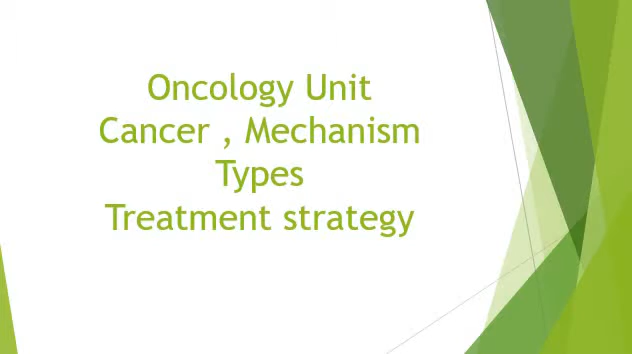 Oncology Unit
Cancer , Mechanism
Types
Treatment strategy